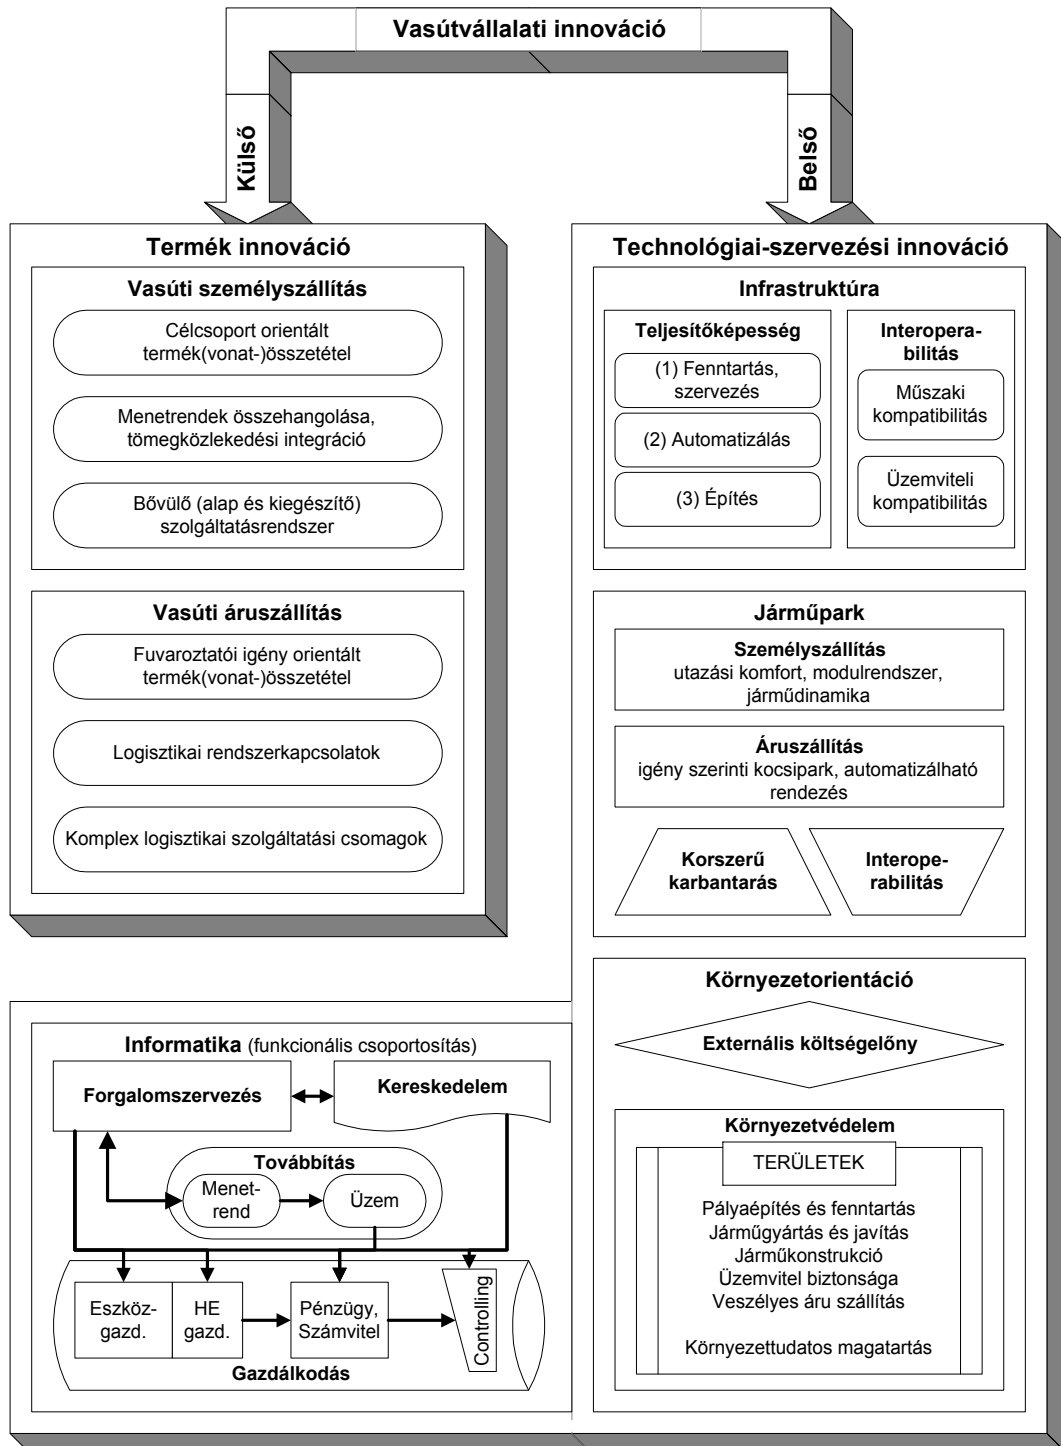 Vasútvállalati innováció
Külső
Belső
Termék innováció
Vasúti személyszállítás
Célcsoport orientált
termék(vonat-)összetétel
Menetrendek összehangolása,
tömegközlekedési integráció
Bővülő (alap és kiegészítő)
szolgáltatásrendszer
Vasúti áruszállítás
Fuvaroztatói igény orientált
termék(vonat-)összetétel
Logisztikai rendszerkapcsolatok
Komplex logisztikai szolgáltatási csomagok
Technológiai-szervezési innováció
Infrastruktúra
Teljesítőképesség
(1) Fenntartás,
szervezés
(2) Automatizálás
(3) Építés
Interopera-
bilitás
Műszaki
kompatibilitás
Üzemviteli
kompatibilitás
Járműpark
Személyszállítás
utazási komfort, modulrendszer,
járműdinamika
Áruszállítás
igény szerinti kocsipark, automatizálható
rendezés
Korszerű
karbantarás
Interope-
rabilitás
Környezetorientáció
Externális költségelőny
Környezetvédelem
TERÜLETEK
Pályaépítés és fenntartás
Járműgyártás és javítás
Járműkonstrukció
Üzemvitel biztonsága
Veszélyes áru szállítás
Környezettudatos magatartás
Informatika (funkcionális csoportosítás)
Forgalomszervezés
Kereskedelem
Továbbítás
Menet-
rend
Üzem
Eszköz-
gazd.
HE
gazd.
Pénzügy,
Számvitel
Controlling
Gazdálkodás